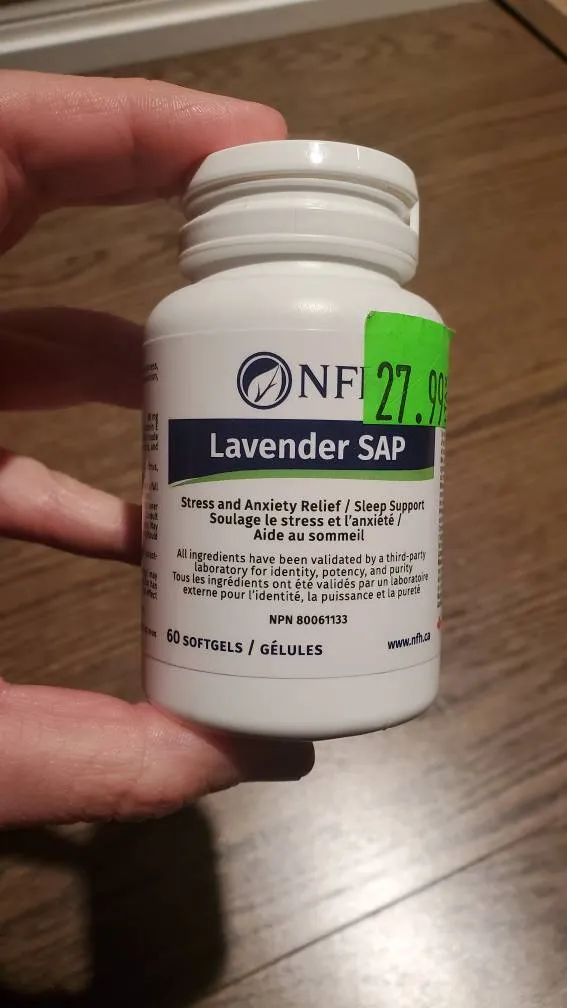 NF
27.99
Lavender SAP
Stress and Anxiety Relief / Sleep Support
Soulage le stress et l'anxiété /
Aide au sommeil
All ingredients have been validated by a third-party
laboratory for identity, potency, and purity
Tous les ingrédients ont été validés par un laboratoire
externe pour l'identité, la puissance et la pureté
NPN 80061133
60 SOFTGELS / GÉLULES
www.nfh.ca